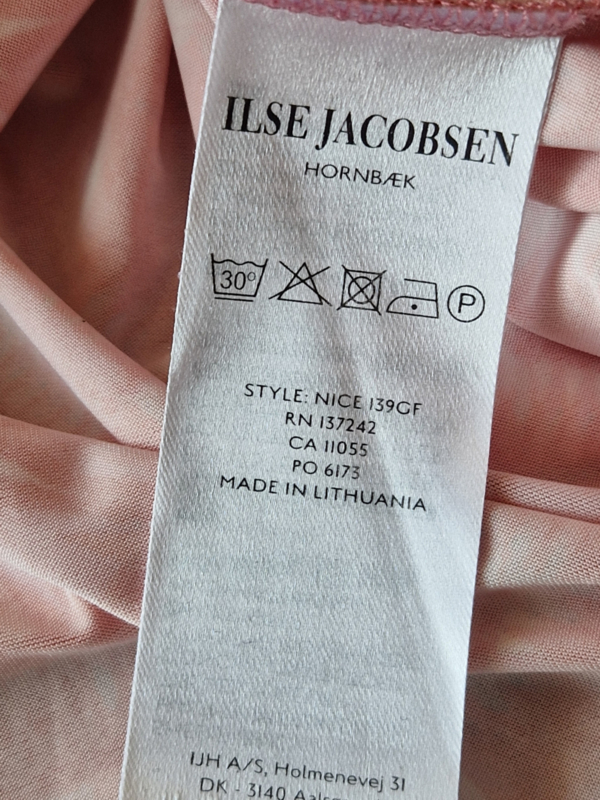 ILSE JACOBSEN
HORNBÆK
30° P
STYLE: NICE 139GF
RN 137242
CA 11055
PO 6173
MADE IN LITHUANIA
IJH A/S, Holmenevej 31
DK - 3140